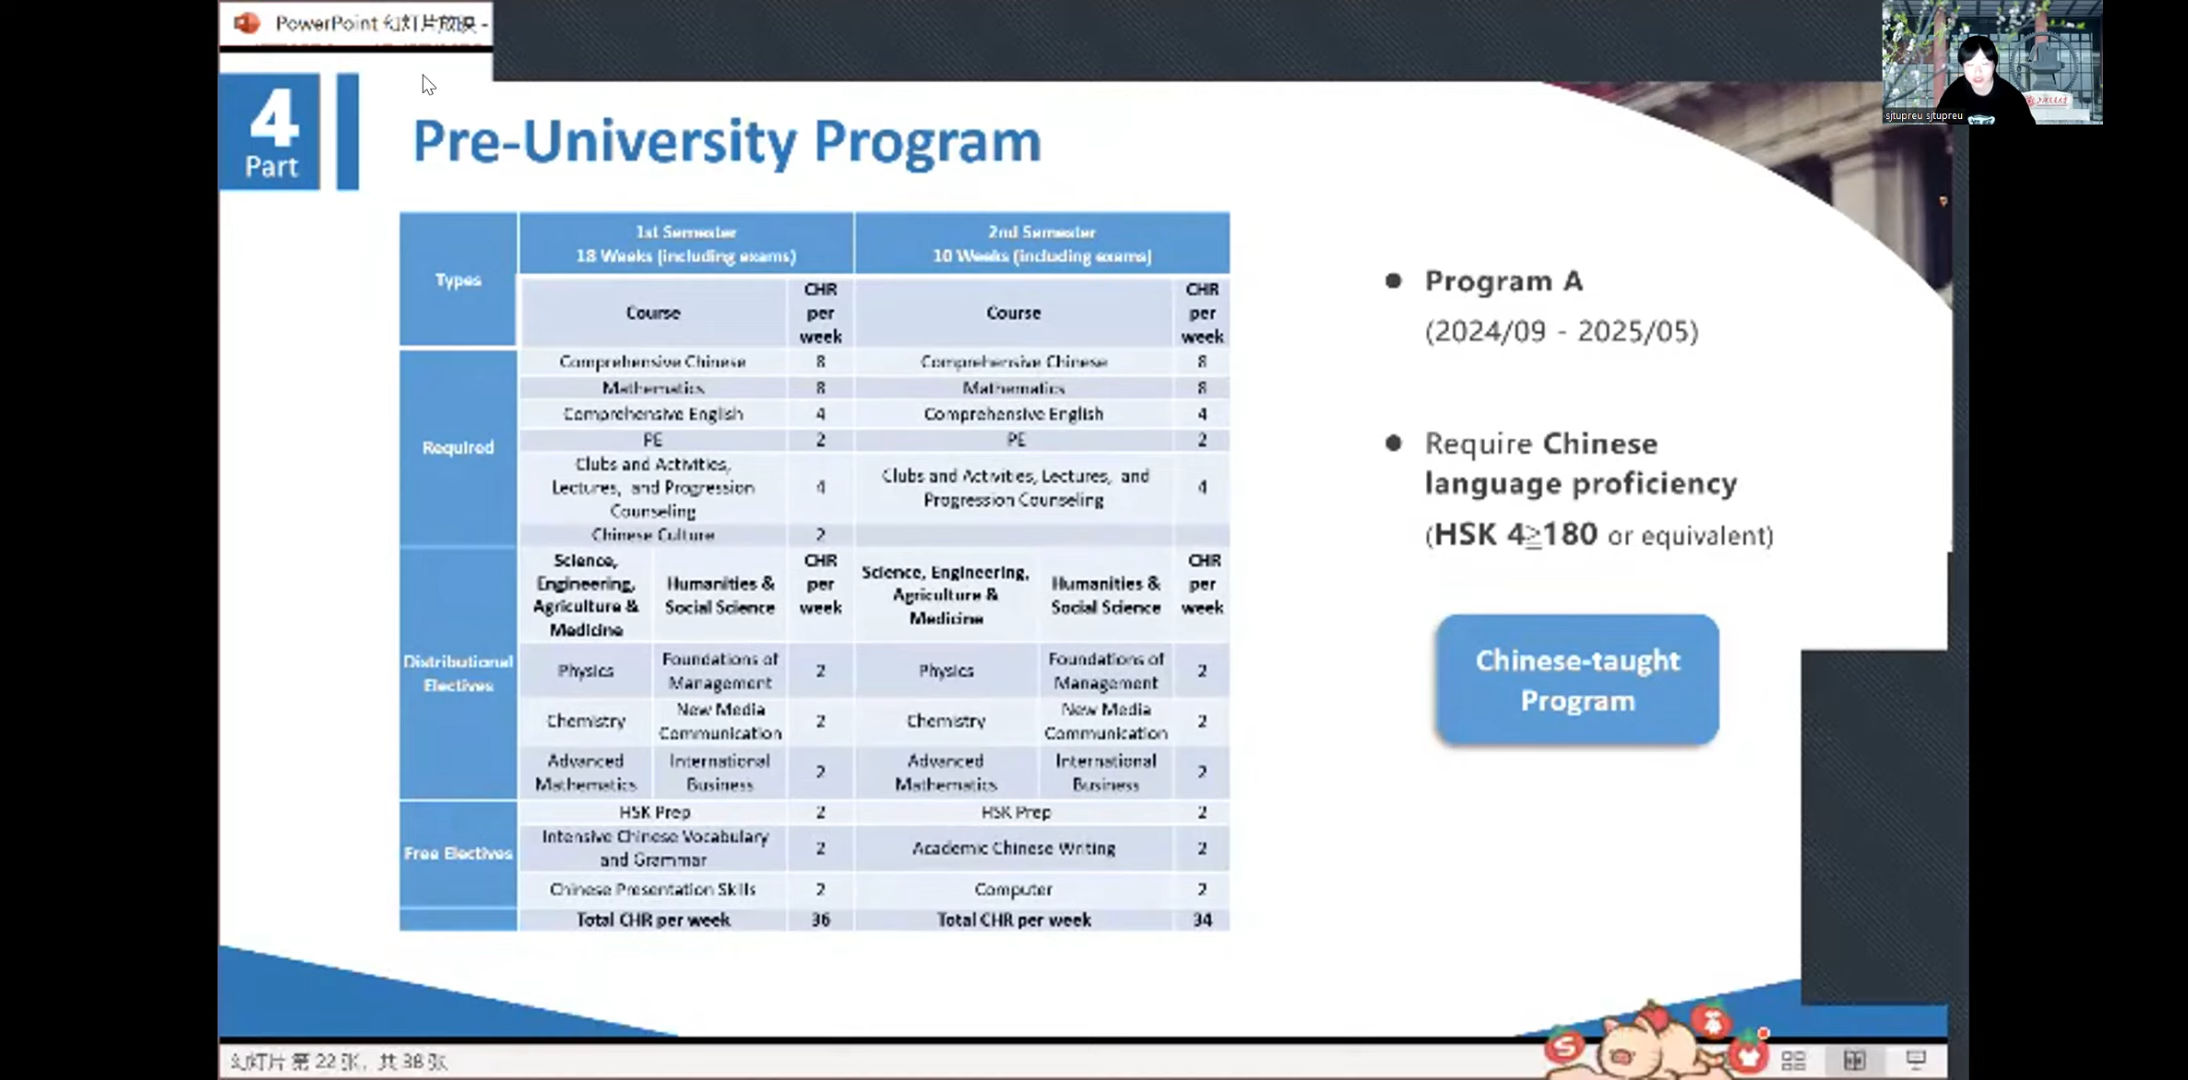 PowerPoint 幻灯片放映 -
4
Part
Pre-University Program
Types
1st Semester
18 Weeks (including exams)
2nd Semester
10 Weeks (including exams)
Course
CHR
per
week
Course
CHR
per
week
Required
Comprehensive Chinese 8 Comprehensive Chinese 8
Mathematics 8 Mathematics 8
Comprehensive English 4 Comprehensive English 4
PE 2 PE 2
Clubs and Activities,
Lectures, and Progression
Counseling
4
Clubs and Activities, Lectures, and
Progression Counseling
4
Chinese Culture 2
Distributional
Electives
Science,
Engineering,
Agriculture &
Medicine
Humanities &
Social Science
CHR
per
week
Science, Engineering,
Agriculture &
Medicine
Humanities &
Social Science
CHR
per
week
Physics
Foundations of
Management
2
Physics
Foundations of
Management
2
Chemistry
New Media
Communication
2
Chemistry
New Media
Communication
2
Advanced
Mathematics
International
Business
2
Advanced
Mathematics
International
Business
2
Free Electives
HSK Prep 2 HSK Prep 2
Intensive Chinese Vocabulary
and Grammar
2
Academic Chinese Writing 2
Chinese Presentation Skills 2 Computer 2
Total CHR per week 36 Total CHR per week 34
Program A
(2024/09 - 2025/05)
Require Chinese
language proficiency
(HSK 4≥180 or equivalent)
Chinese-taught
Program
sjtupreu sjtupreu
幻灯片 第 22 张，共 38 张